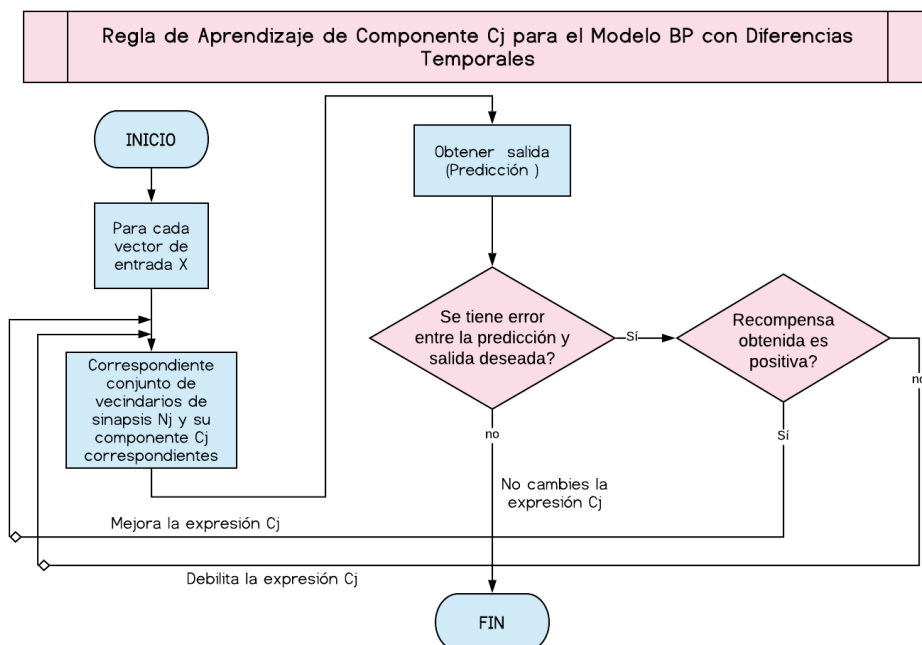 Regla de Aprendizaje de Componente Cj para el Modelo BP con Diferencias
Temporales
INICIO
Para cada
vector de
entrada X
Correspondiente
conjunto de
vecindarios de
sinapsis Nj y su
componente Cj
correspondientes
Obtener salida
(Predicción )
Se tiene error
entre la predicción y
salida deseada?
Sí
Recompensa
obtenida es
positiva?
no
Sí
no
No cambies la
expresión Cj
Mejora la expresión Cj
Debilita la expresión Cj
FIN